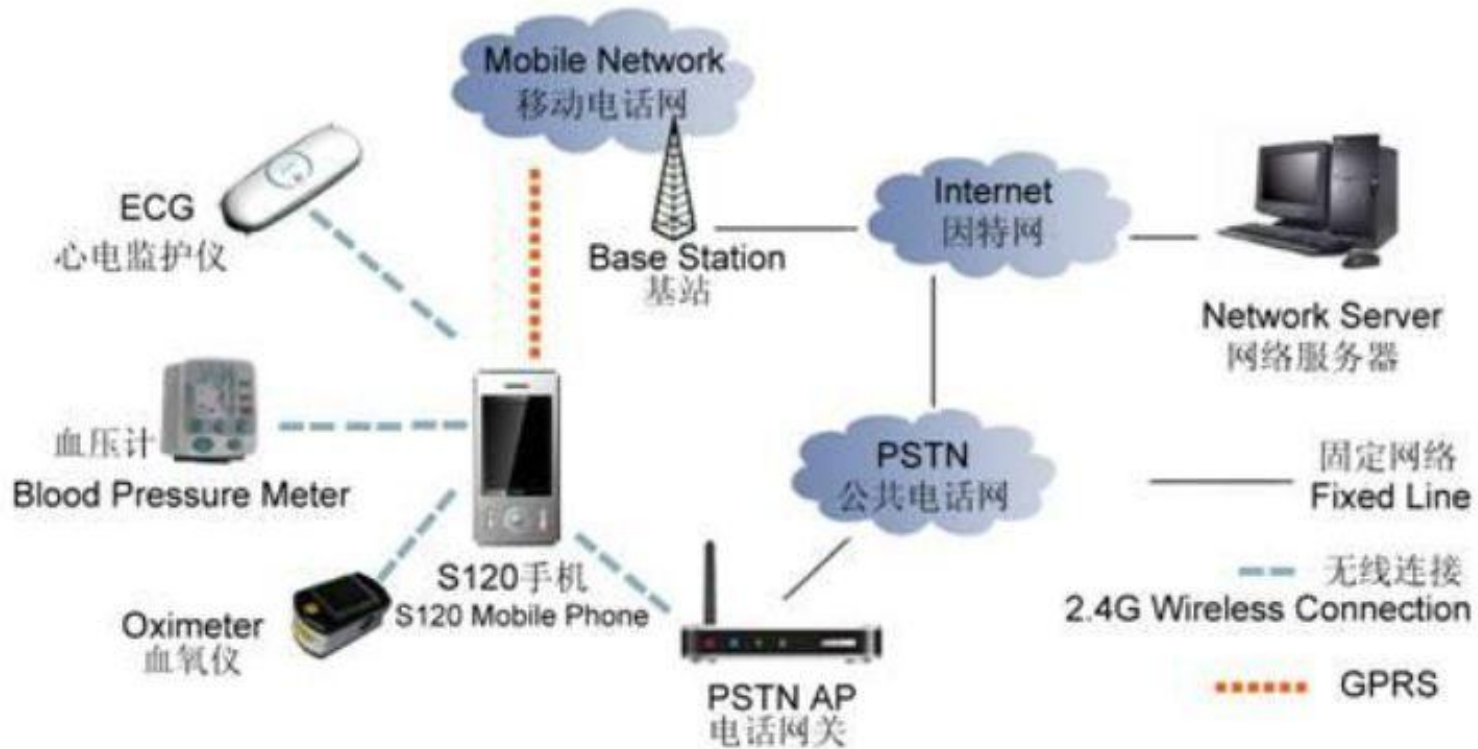 Mobile Network
移动电话网
ECG
心电监护仪
Base Station
基站
Internet
因特网
Network Server
网络服务器
血压计
Blood Pressure Meter
PSTN
公共电话网
固定网络
Fixed Line
S120手机
S120 Mobile Phone
无线连接
2.4G Wireless Connection
Oximeter
血氧仪
PSTN AP
电话网关
GPRS